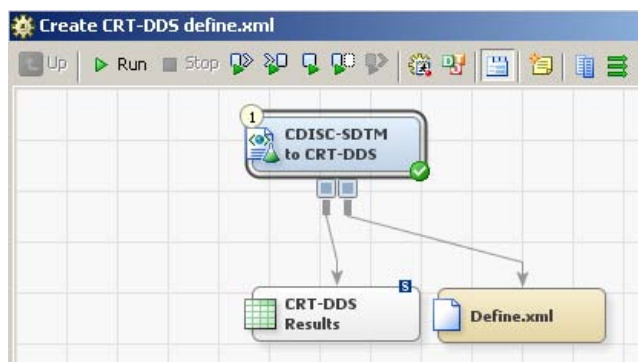 Create CRT-DDS define.xml
Up Run Stop
1
CDISC-SDTM
to CRT-DDS
S
CRT-DDS
Results
Define.xml